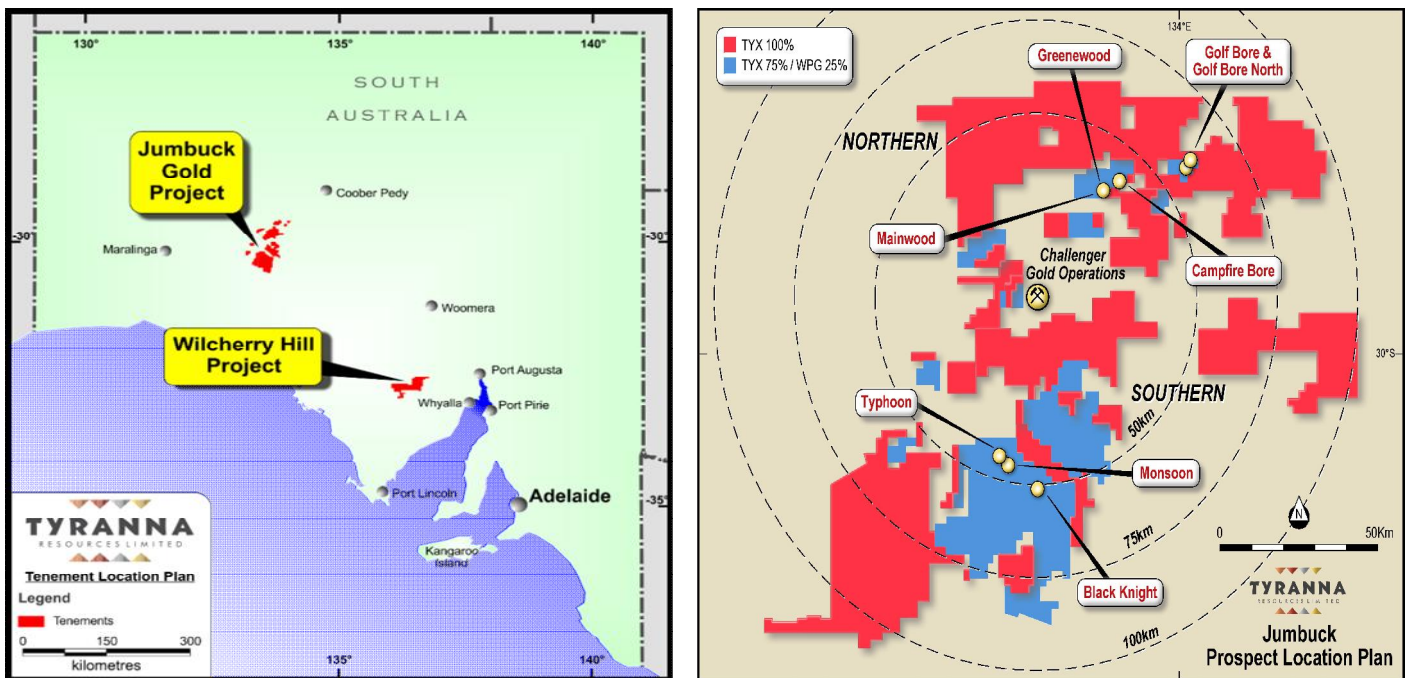 130°
135°
140°
SOUTH
AUSTRALIA
Jumbuck
Gold
Project
Coober Pedy
-30°
-30°
Maralinga
Woomera
Wilcherry Hill
Project
Port Augusta
Whyalla
Port Pirie
Port Lincoln
Adelaide
-35°
Kangaroo
Island
TYRANNA
RESOURCES LIMITED
Tenement Location Plan
Legend
Tenements
0 150 300
kilometres
135°
140°
134°E
TYX 100%
TYX 75% / WPG 25%
Greenewood
Golf Bore &
Golf Bore North
NORTHERN
Mainwood
Challenger
Gold Operations
Campfire Bore
30°S
SOUTHERN
Typhoon
50km
Monsoon
N
0 50Km
75km
Black Knight
TYRANNA
RESOURCES LIMITED
100km
Jumbuck
Prospect Location Plan